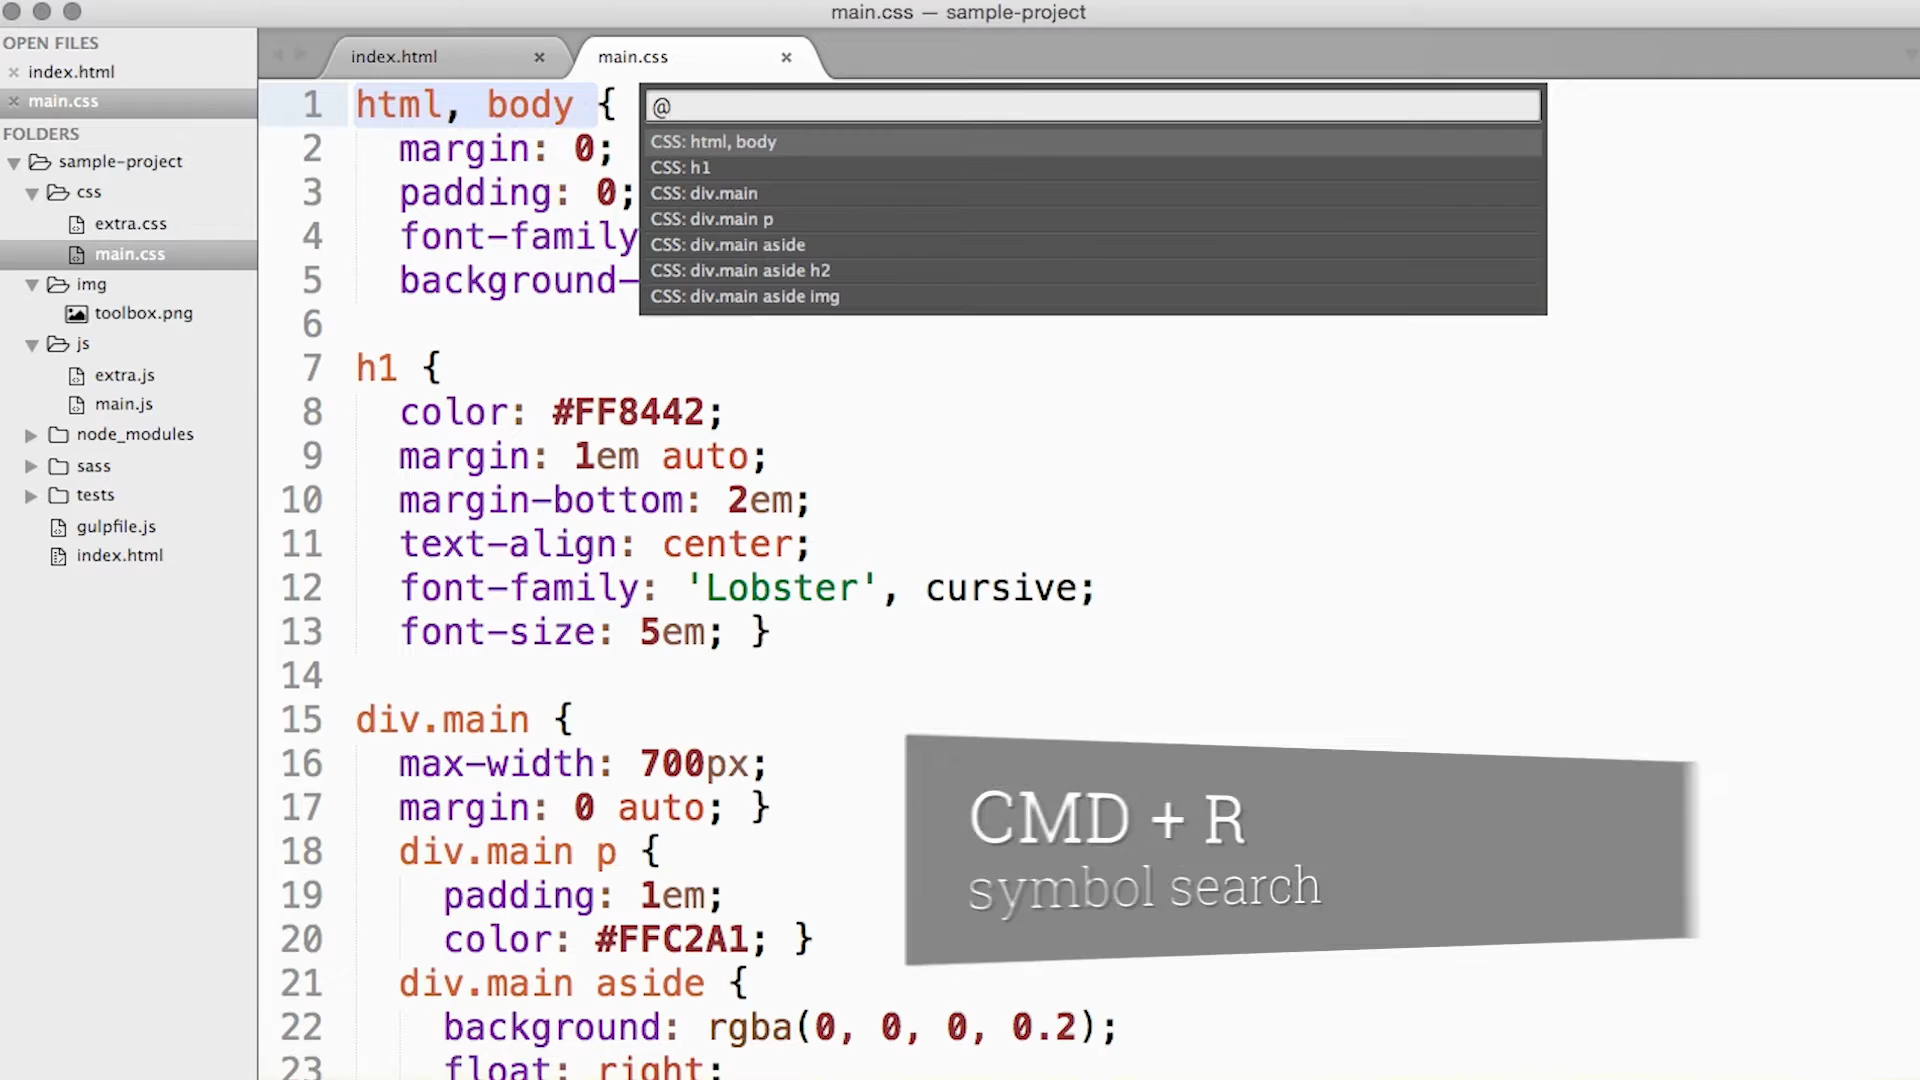 main.css — sample-project
OPEN FILES
index.html
main.css
FOLDERS
sample-project
css
extra.css
main.css
img
toolbox.png
js
extra.js
main.js
node_modules
sass
tests
gulpfile.js
index.html
index.html
main.css
@
CSS: html, body
CSS: h1
CSS: div.main
CSS: div.main p
CSS: div.main aside
CSS: div.main aside h2
CSS: div.main aside img
1 html, body {
2 margin: 0;
3 padding: 0;
4 font-family
5 background-
6
7 h1 {
8 color: #FF8442;
9 margin: 1em auto;
10 margin-bottom: 2em;
11 text-align: center;
12 font-family: 'Lobster', cursive;
13 font-size: 5em; }
14
15 div.main {
16 max-width: 700px;
17 margin: 0 auto; }
18 div.main p {
19 padding: 1em;
20 color: #FFC2A1; }
21 div.main aside {
22 background: rgba(0, 0, 0, 0.2);
23 float: right;
CMD + R
symbol search